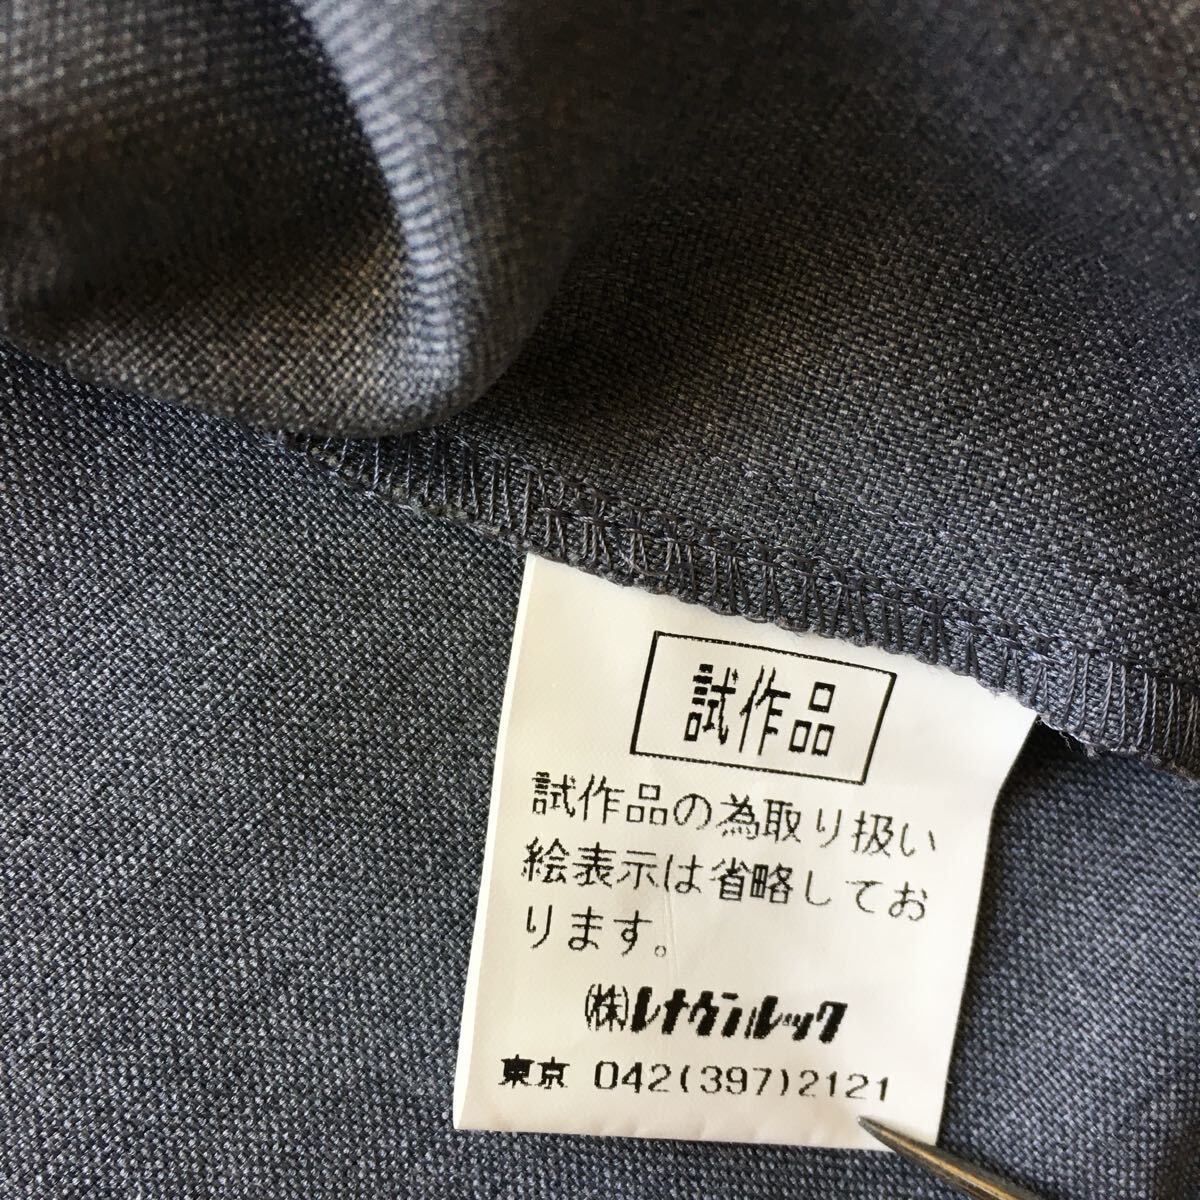 試作品
試作品の為取り扱い
絵表示は省略してお
ります。
㈱レナウンルック
東京 042(397)2121